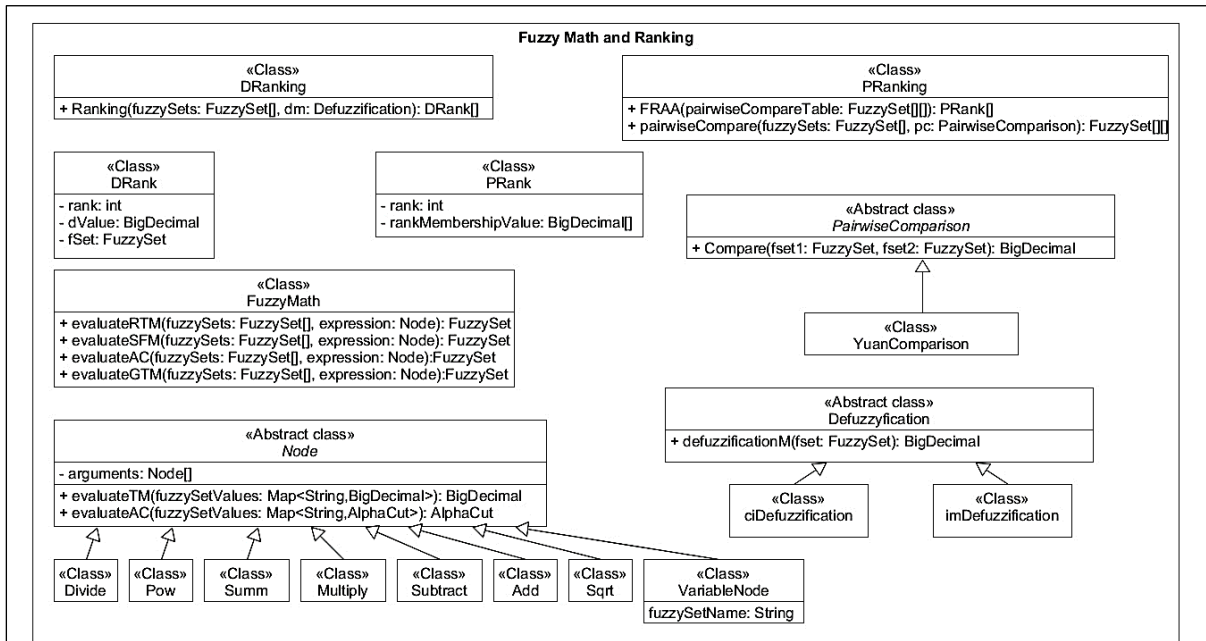 Fuzzy Math and Ranking
«Class»
DRanking
+ Ranking(fuzzySets: FuzzySet[], dm: Defuzzification): DRank[]
«Class»
PRanking
+ FRAA(pairwiseCompareTable: FuzzySet[][]): PRank[]
+ pairwiseCompare(fuzzySets: FuzzySet[], pc: PairwiseComparison): FuzzySet[][]
«Class»
DRank
- rank: int
- dValue: BigDecimal
- fSet: FuzzySet
«Class»
PRank
- rank: int
- rankMembershipValue: BigDecimal[]
«Abstract class»
PairwiseComparison
+ Compare(fset1: FuzzySet, fset2: FuzzySet): BigDecimal
«Class»
YuanComparison
«Class»
FuzzyMath
+ evaluateRTM(fuzzySets: FuzzySet[], expression: Node): FuzzySet
+ evaluateSFM(fuzzySets: FuzzySet[], expression: Node): FuzzySet
+ evaluateAC(fuzzySets: FuzzySet[], expression: Node):FuzzySet
+ evaluateGTM(fuzzySets: FuzzySet[], expression: Node):FuzzySet
«Abstract class»
Defuzzyfication
+ defuzzificationM(fset: FuzzySet): BigDecimal
«Class»
ciDefuzzification
«Class»
imDefuzzification
«Abstract class»
Node
- arguments: Node[]
+ evaluateTM(fuzzySetValues: Map<String,BigDecimal>): BigDecimal
+ evaluateAC(fuzzySetValues: Map<String,AlphaCut>): AlphaCut
«Class»
Divide
«Class»
Pow
«Class»
Summ
«Class»
Multiply
«Class»
Subtract
«Class»
Add
«Class»
Sqrt
«Class»
VariableNode
fuzzySetName: String